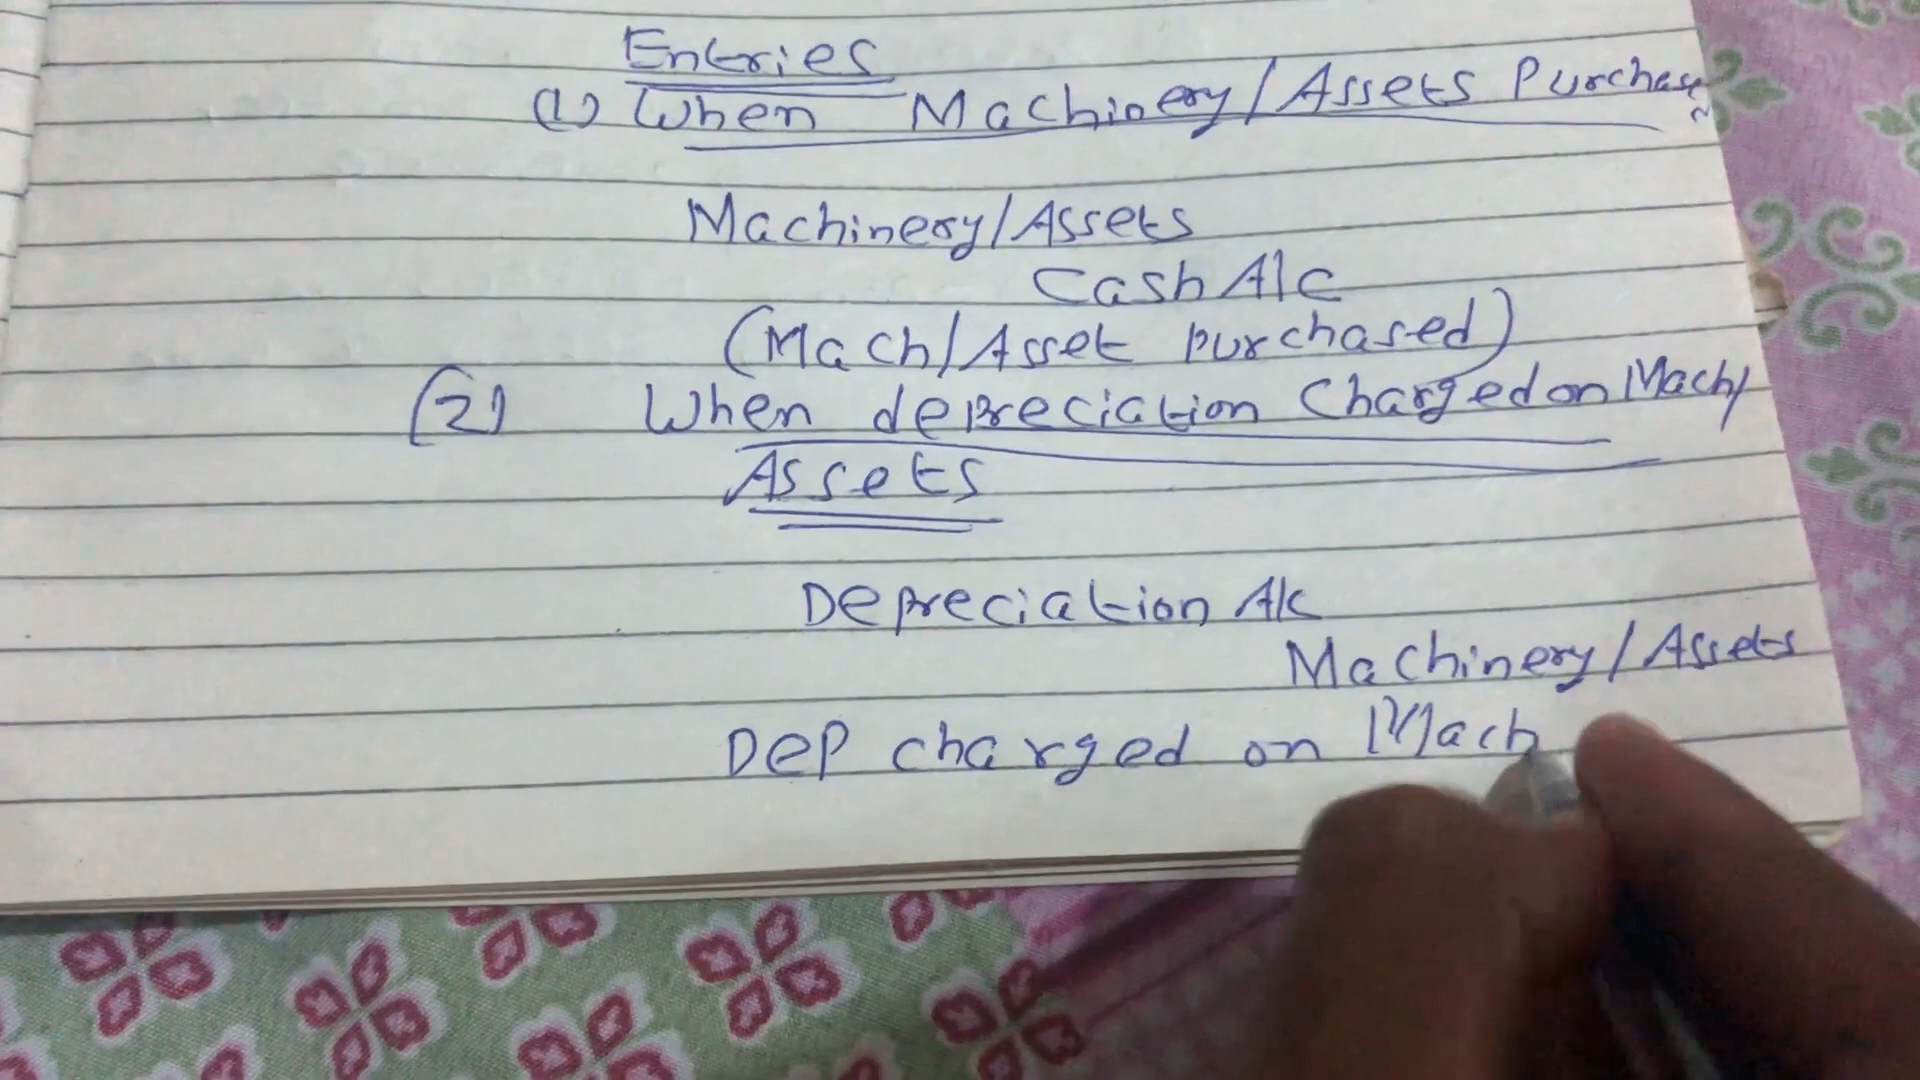 Entries
(1) When Machinery/Assets Purchase
Machinery/Assets
Cash A/c
(Mach/Asset purchased)
(2) When depreciation Charged on Mach/
Assets
Depreciation A/c
Machinery/Assets
Dep charged on Mach